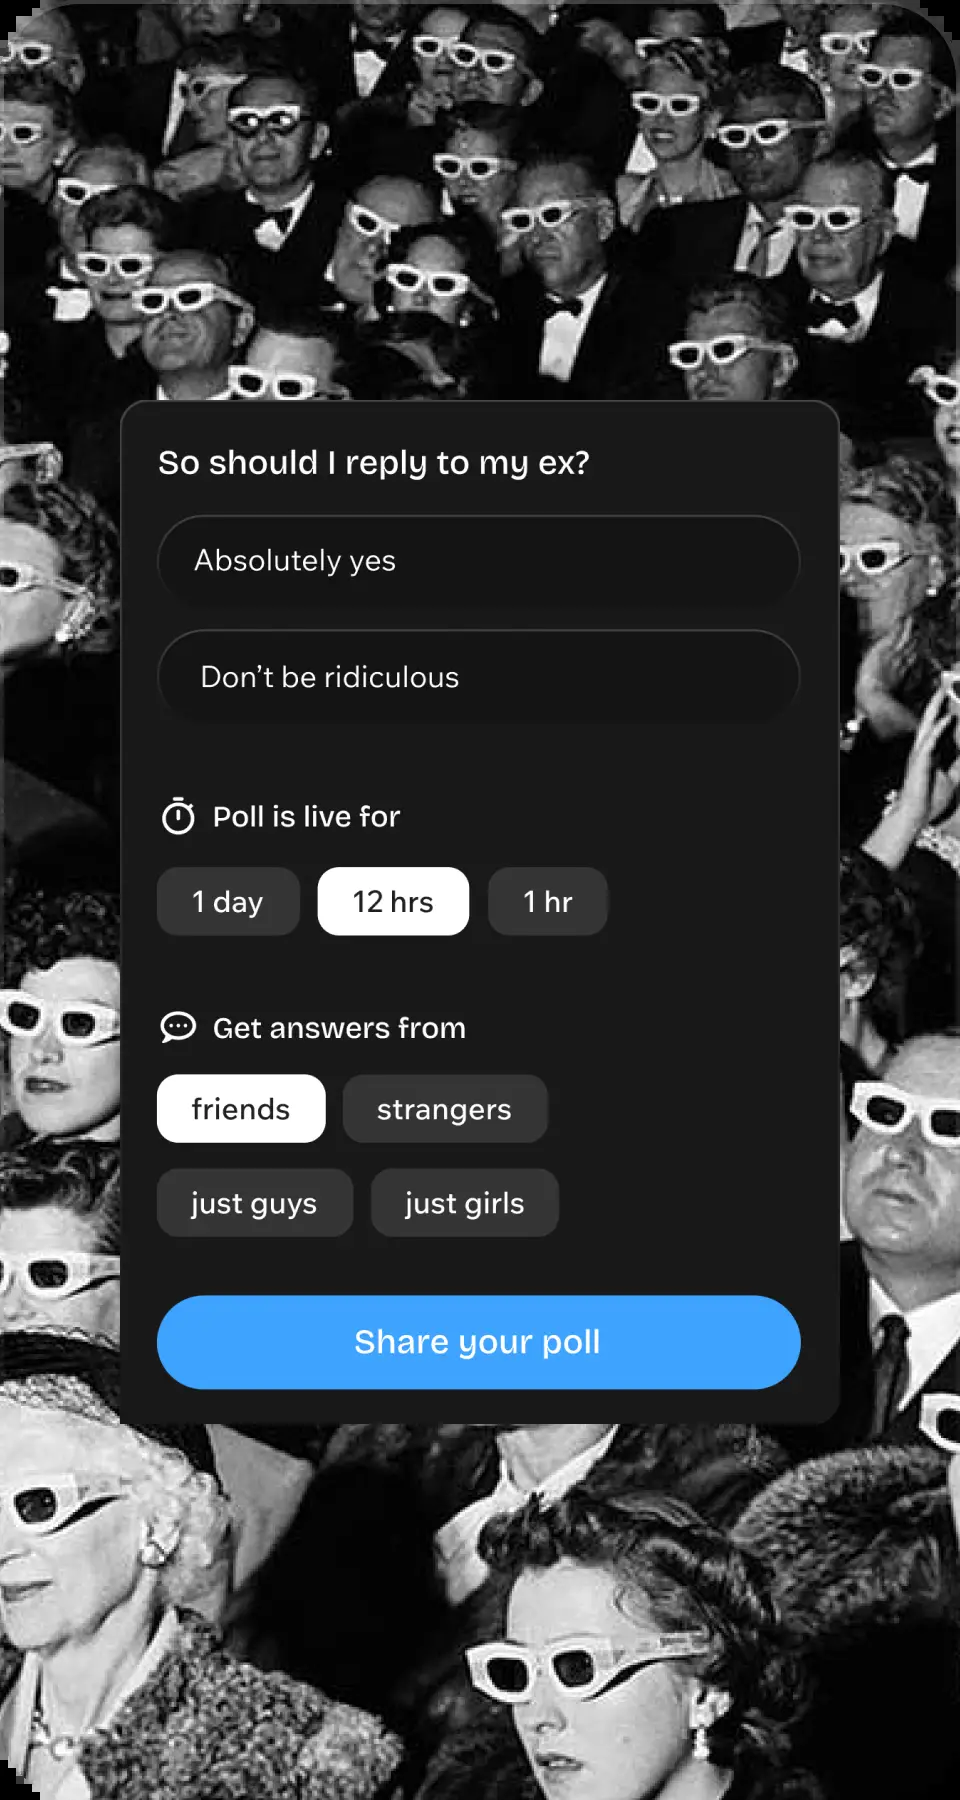 So should I reply to my ex?
Absolutely yes
Don’t be ridiculous
Poll is live for
1 day
12 hrs
1 hr
Get answers from
friends
strangers
just guys
just girls
Share your poll